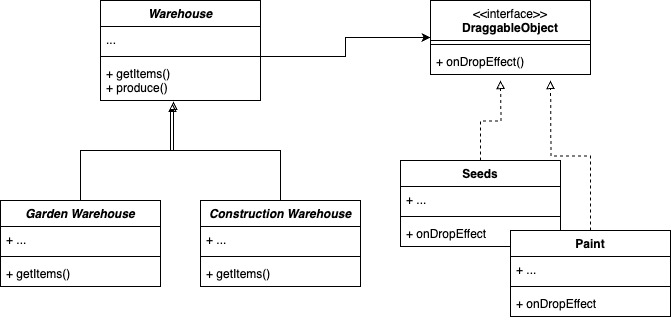 Warehouse
...
+ getItems()
+ produce()
<<interface>>
DraggableObject
+ onDropEffect()
Garden Warehouse
+ ...
+ getItems()
Construction Warehouse
+ ...
+ getItems()
Seeds
+ ...
+ onDropEffect
Paint
+ ...
+ onDropEffect